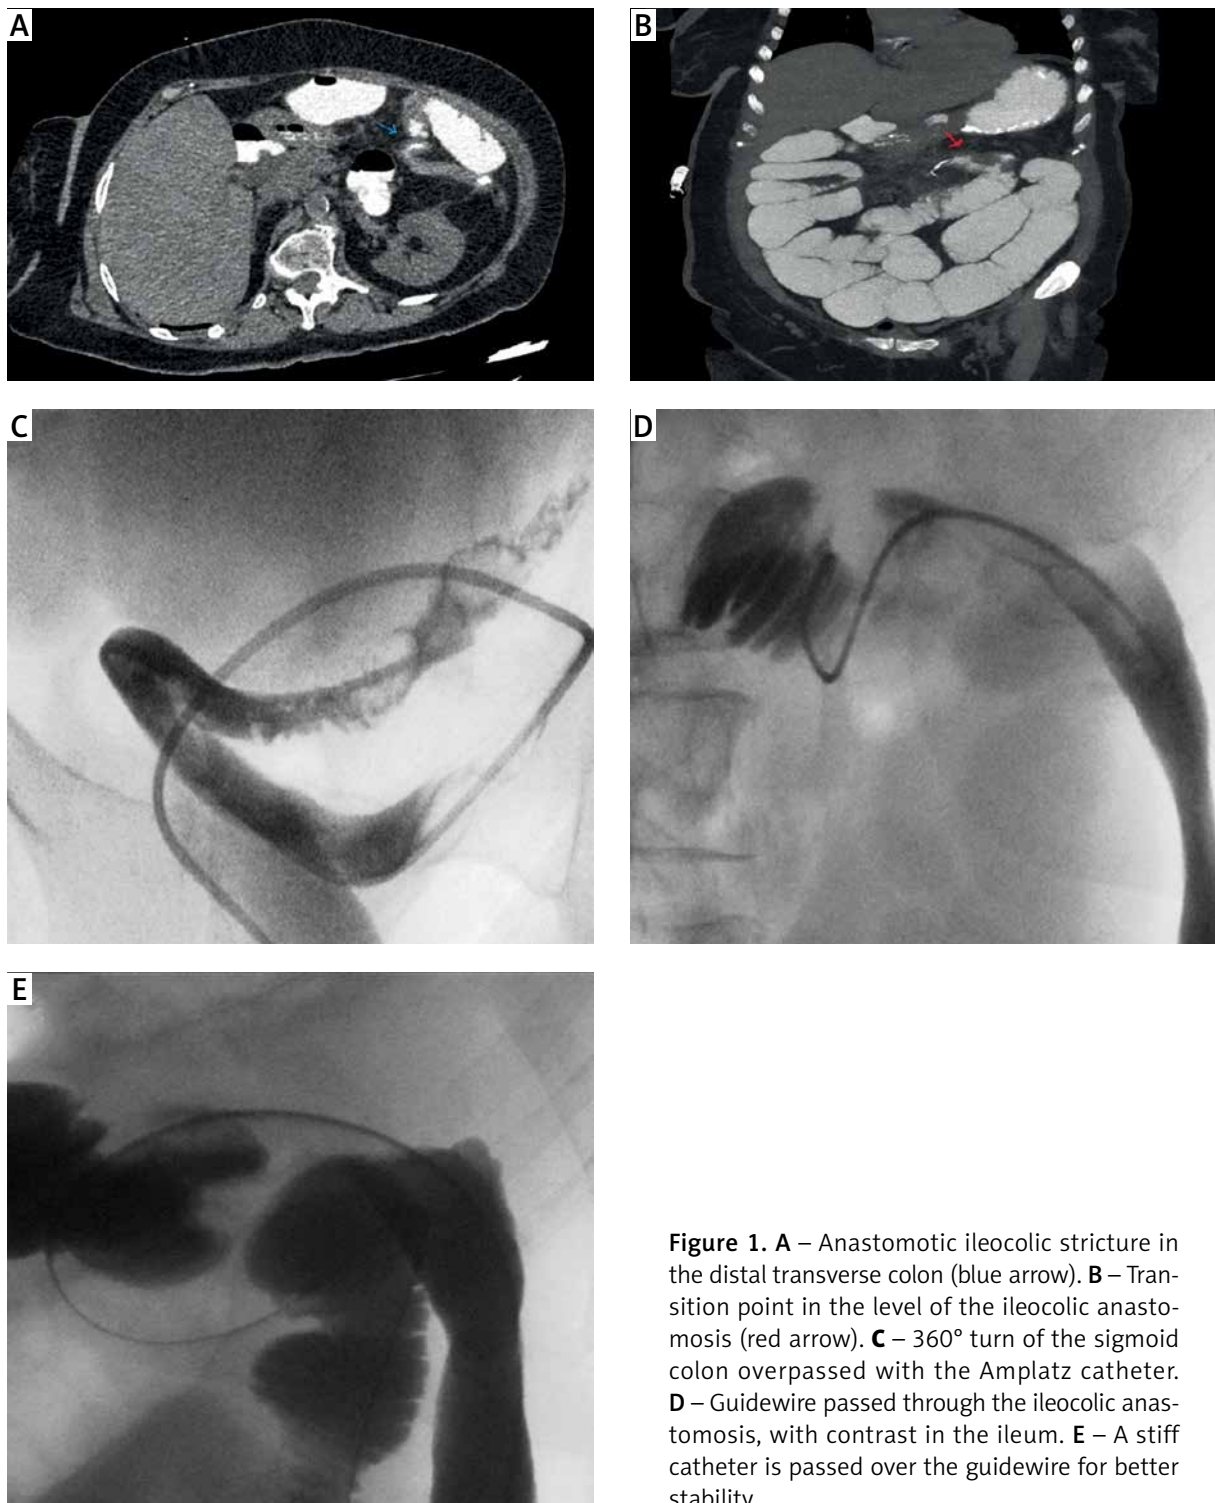 A
B
C
D
E
Figure 1. A – Anastomotic ileocolic stricture in
the distal transverse colon (blue arrow). B – Tran-
sition point in the level of the ileocolic anasto-
mosis (red arrow). C – 360° turn of the sigmoid
colon overpassed with the Amplatz catheter.
D – Guidewire passed through the ileocolic anas-
tomosis, with contrast in the ileum. E – A stiff
catheter is passed over the guidewire for better
stability